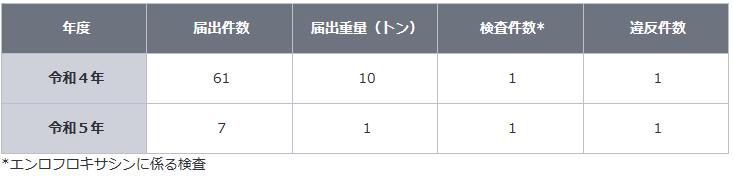 年度 届出件数 届出重量（トン） 検査件数* 違反件数
令和４年 61 10 1 1
令和５年 7 1 1 1
*エンロフロキサシンに係る検査